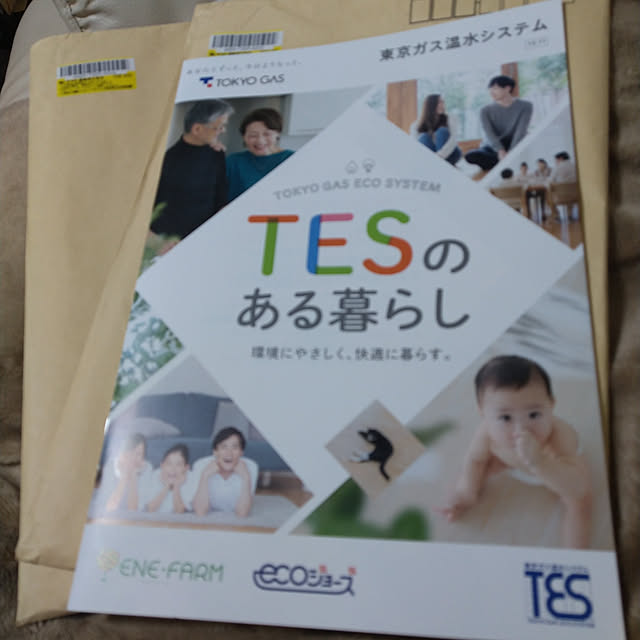 TOKYO GAS
東京ガス温水システム
TOKYO GAS ECO SYSTEM
TESの
ある暮らし
環境にやさしく、快適に暮らす。
ENE・FARM
ecoジョーズ
TES